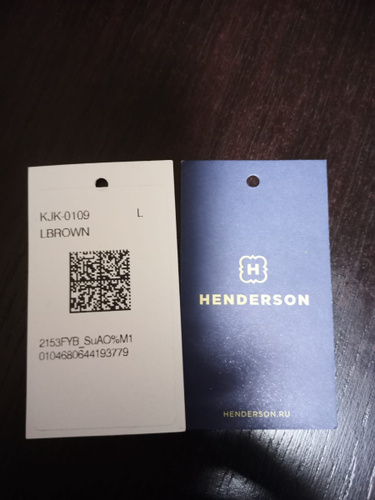 KJK-0109 L
LBROWN
2153FYB_SuAO%M1
0104680644193779
H
HENDERSON
HENDERSON.RU